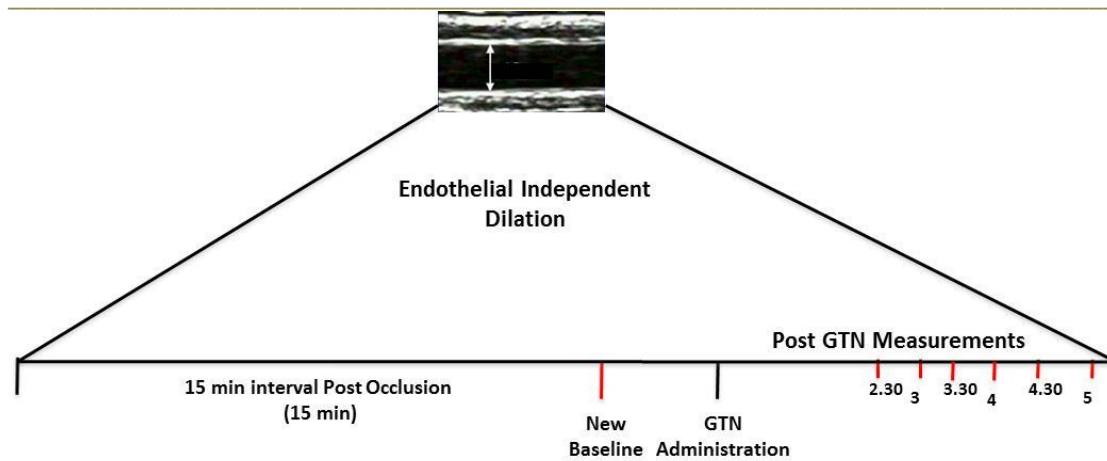 Endothelial Independent
Dilation
Post GTN Measurements
15 min interval Post Occlusion
(15 min)
2.30 3 3.30 4 4.30 5
New
Baseline
GTN
Administration